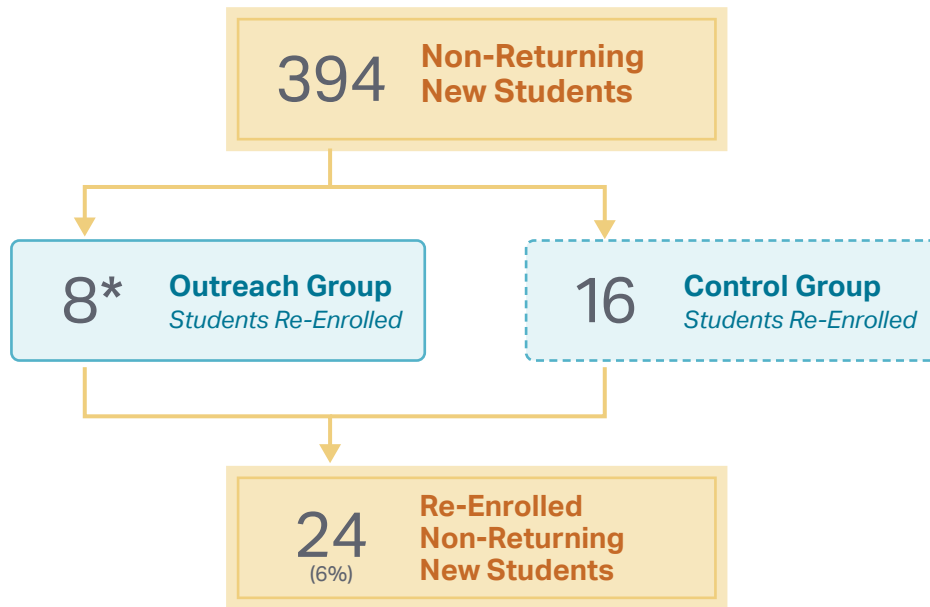 394
Non-Returning
New Students
8*
Outreach Group
Students Re-Enrolled
16
Control Group
Students Re-Enrolled
24
(6%)
Re-Enrolled
Non-Returning
New Students